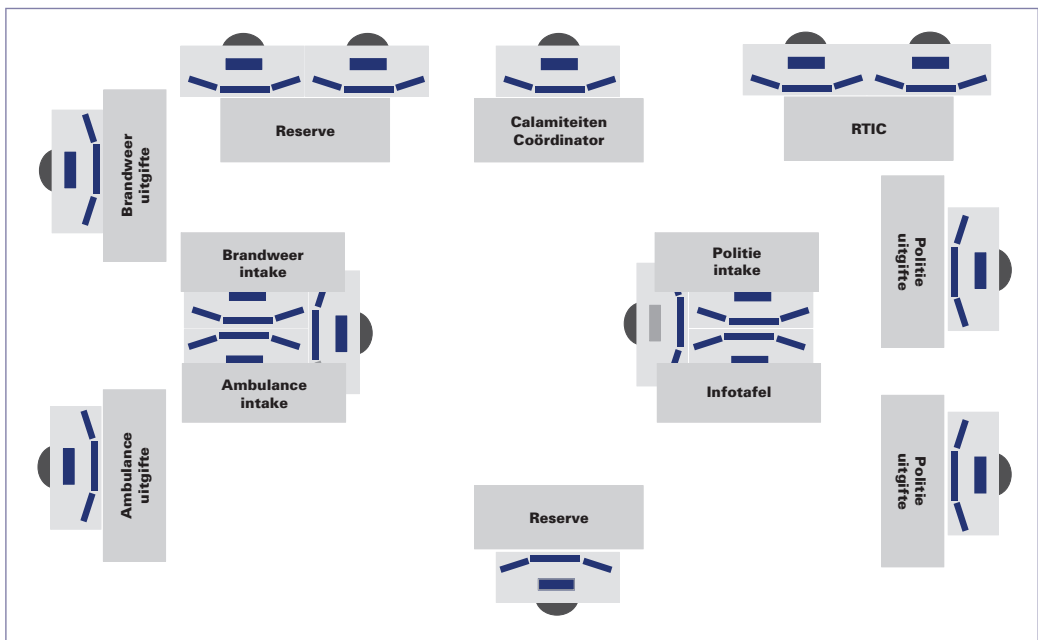 Reserve
Calamiteiten
Coördinator
RTIC
Brandweer
uitgifte
Brandweer
intake
Politie
intake
Politie
uitgifte
Ambulance
intake
Infotafel
Ambulance
uitgifte
Politie
uitgifte
Reserve